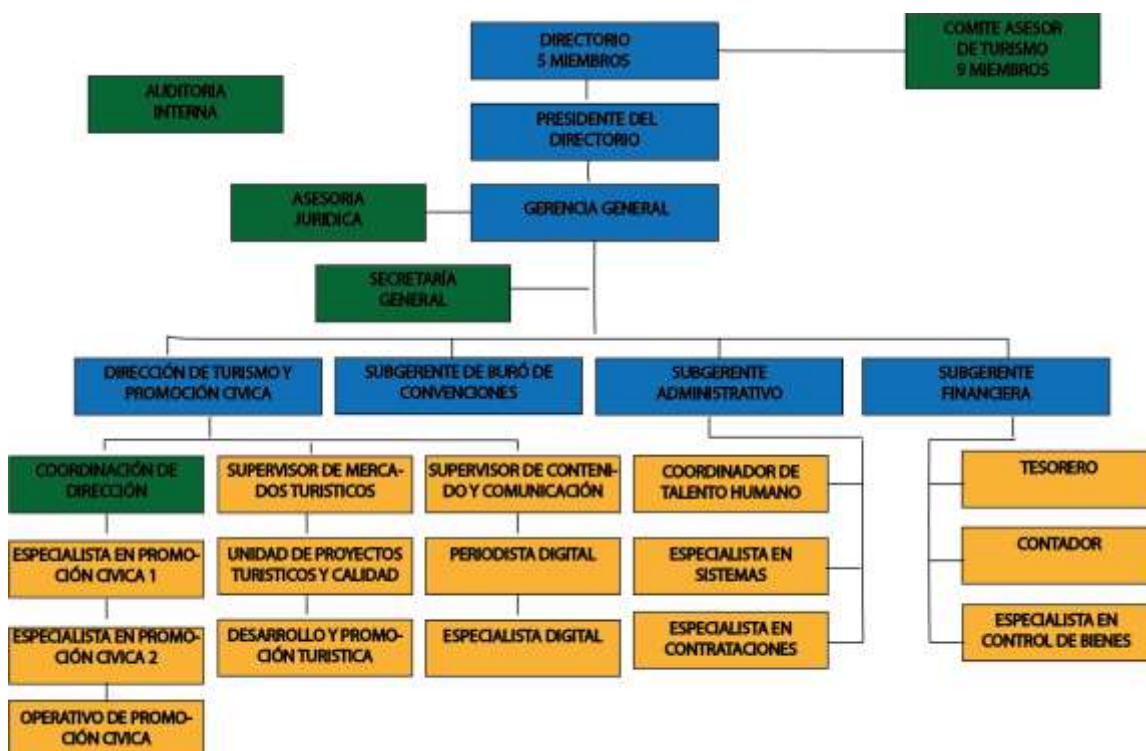 DIRECTORIO
5 MIEMBROS
COMITE ASESOR
DE TURISMO
9 MIEMBROS
AUDITORIA
INTERNA
PRESIDENTE DEL
DIRECTORIO
ASESORIA
JURIDICA
GERENCIA GENERAL
SECRETARÍA
GENERAL
DIRECCIÓN DE TURISMO Y
PROMOCIÓN CIVICA
SUBGERENTE DE BURÓ DE
CONVENCIONES
SUBGERENTE
ADMINISTRATIVO
SUBGERENTE
FINANCIERA
COORDINACIÓN DE
DIRECCIÓN
SUPERVISOR DE MERCA-
DOS TURISTICOS
SUPERVISOR DE CONTENI-
DO Y COMUNICACIÓN
COORDINADOR DE
TALENTO HUMANO
TESORERO
ESPECIALISTA EN PROMO-
CIÓN CIVICA 1
UNIDAD DE PROYECTOS
TURISTICOS Y CALIDAD
PERIODISTA DIGITAL
ESPECIALISTA EN
SISTEMAS
CONTADOR
ESPECIALISTA EN PROMO-
CIÓN CIVICA 2
DESARROLLO Y PROMO-
CIÓN TURISTICA
ESPECIALISTA DIGITAL
ESPECIALISTA EN
CONTRATACIONES
ESPECIALISTA EN
CONTROL DE BIENES
OPERATIVO DE PROMO-
CIÓN CIVICA